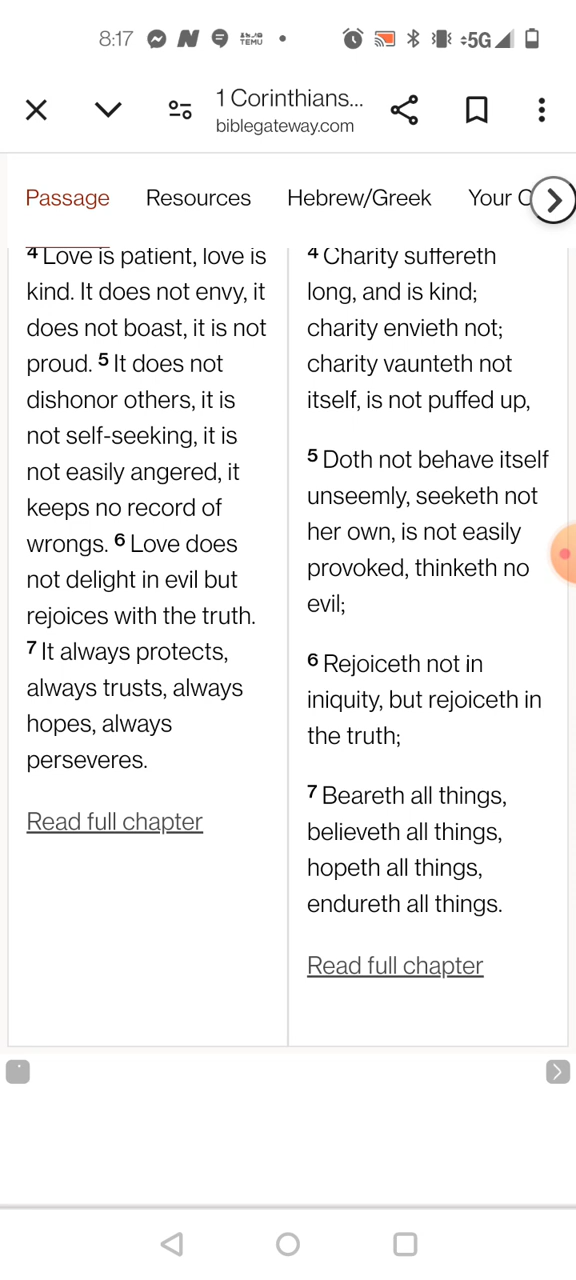 8:17 TEMU 5G
1 Corinthians...
biblegateway.com
Passage Resources Hebrew/Greek Your
4 Love is patient, love is
kind. It does not envy, it
does not boast, it is not
proud. 5 It does not
dishonor others, it is
not self-seeking, it is
not easily angered, it
keeps no record of
wrongs. 6 Love does
not delight in evil but
rejoices with the truth.
7 It always protects,
always trusts, always
hopes, always
perseveres.
Read full chapter
4 Charity suffereth
long, and is kind;
charity envieth not;
charity vaunteth not
itself, is not puffed up,
5 Doth not behave itself
unseemly, seeketh not
her own, is not easily
provoked, thinketh no
evil;
6 Rejoiceth not in
iniquity, but rejoiceth in
the truth;
7 Beareth all things,
believeth all things,
hopeth all things,
endureth all things.
Read full chapter